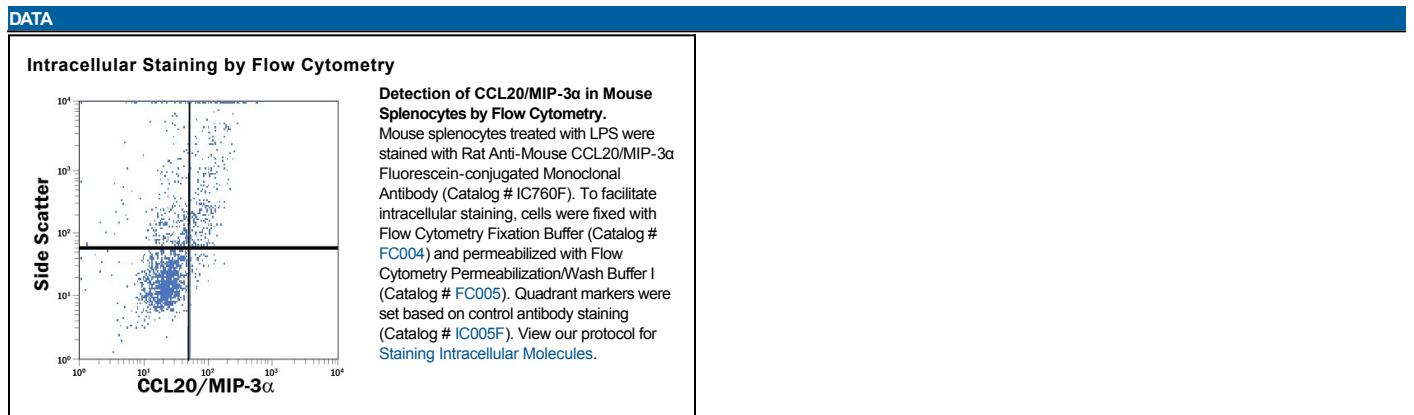 DATA
Intracellular Staining by Flow Cytometry
10⁴
10³
10²
10¹
10⁰
Side Scatter
10⁰ 10¹ 10² 10³ 10⁴
CCL20/MIP-3α
Detection of CCL20/MIP-3α in Mouse
Splenocytes by Flow Cytometry.
Mouse splenocytes treated with LPS were
stained with Rat Anti-Mouse CCL20/MIP-3α
Fluorescein-conjugated Monoclonal
Antibody (Catalog # IC760F). To facilitate
intracellular staining, cells were fixed with
Flow Cytometry Fixation Buffer (Catalog #
FC004) and permeabilized with Flow
Cytometry Permeabilization/Wash Buffer I
(Catalog # FC005). Quadrant markers were
set based on control antibody staining
(Catalog # IC005F). View our protocol for
Staining Intracellular Molecules.